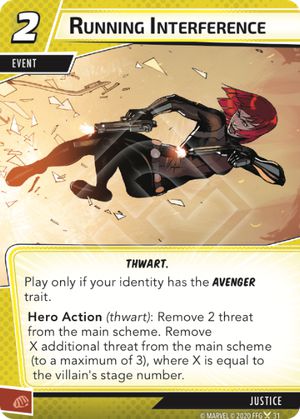 2
RUNNING INTERFERENCE
EVENT
THWART.
Play only if your identity has the AVENGER
trait.
Hero Action (thwart): Remove 2 threat
from the main scheme. Remove
X additional threat from the main scheme
(to a maximum of 3), where X is equal to
the villain's stage number.
JUSTICE
© MARVEL © 2020 FFG 31